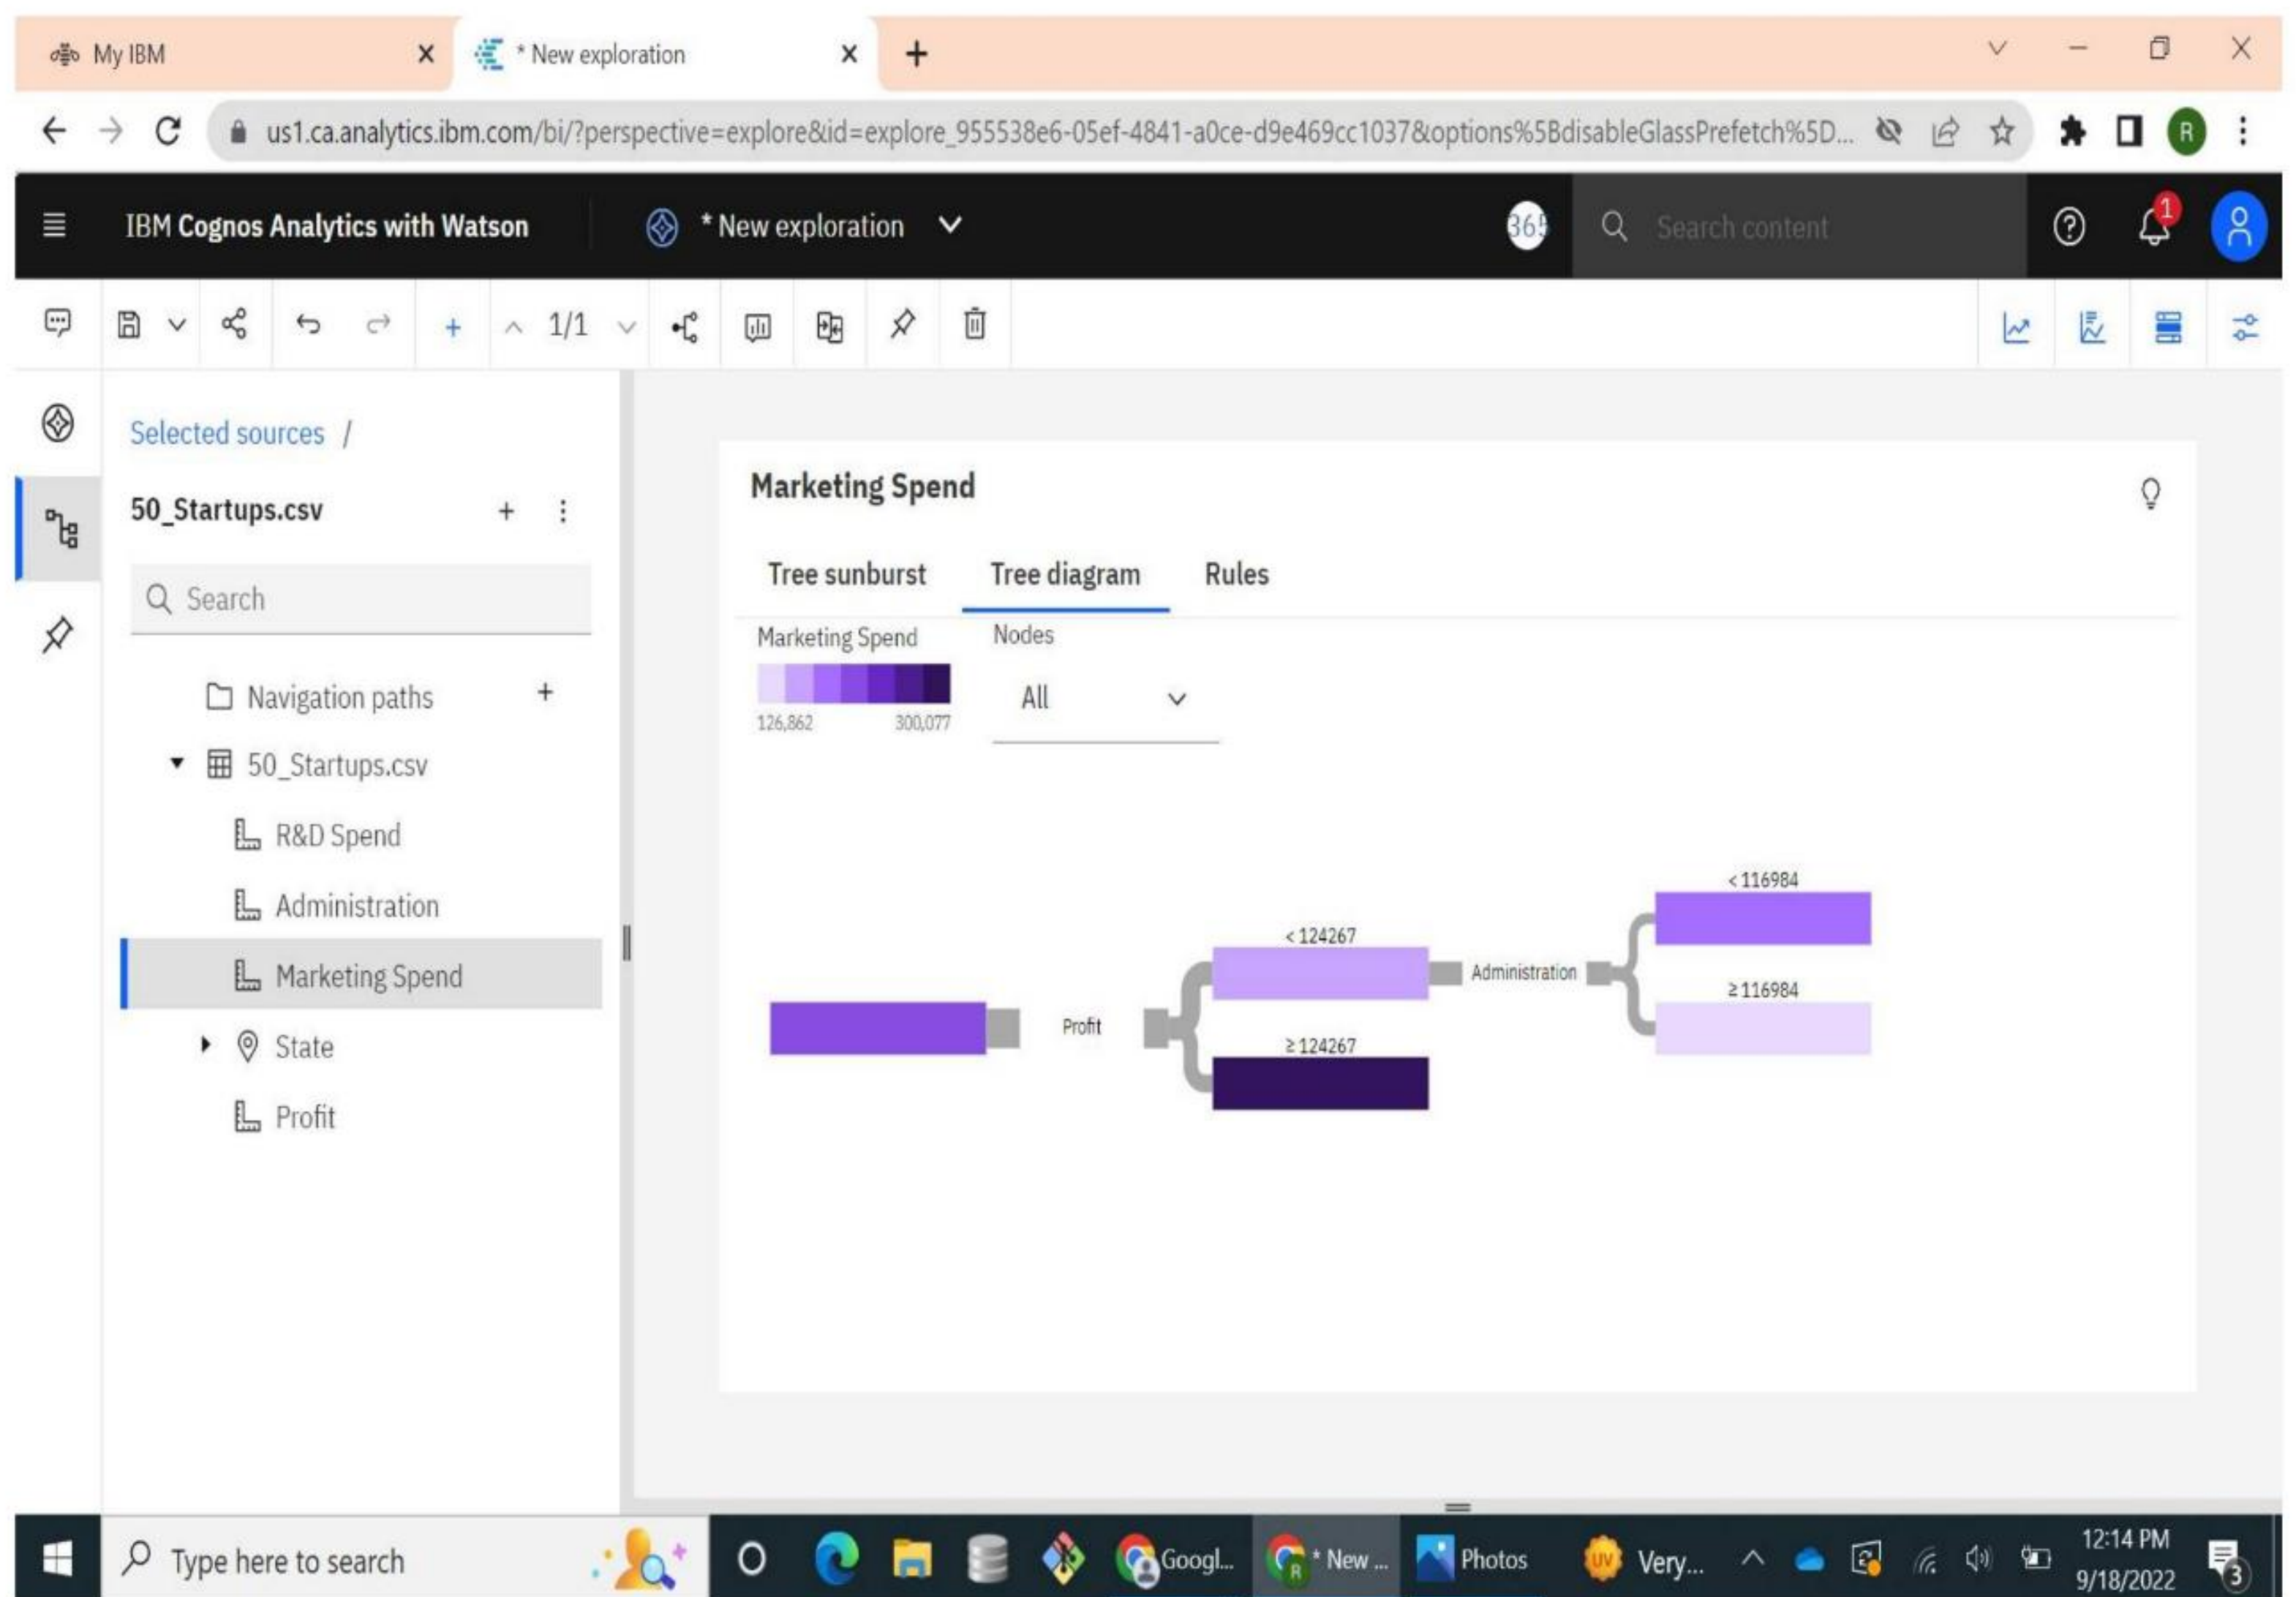 My IBM
* New exploration
us1.ca.analytics.ibm.com/bi/?perspective=explore&id=explore_955538e6-05ef-4841-a0ce-d9e469cc1037&options%5BdisableGlassPrefetch%5D...
R
IBM Cognos Analytics with Watson
* New exploration
365
Search content
1
1/1
Selected sources /
50_Startups.csv
Search
Navigation paths
50_Startups.csv
R&D Spend
Administration
Marketing Spend
State
Profit
Marketing Spend
Tree sunburst
Tree diagram
Rules
Marketing Spend
126,862
300,077
Nodes
All
Profit
< 124267
≥ 124267
Administration
< 116984
≥ 116984
Type here to search
Googl...
R
* New ...
Photos
UV
Very...
12:14 PM
9/18/2022
3